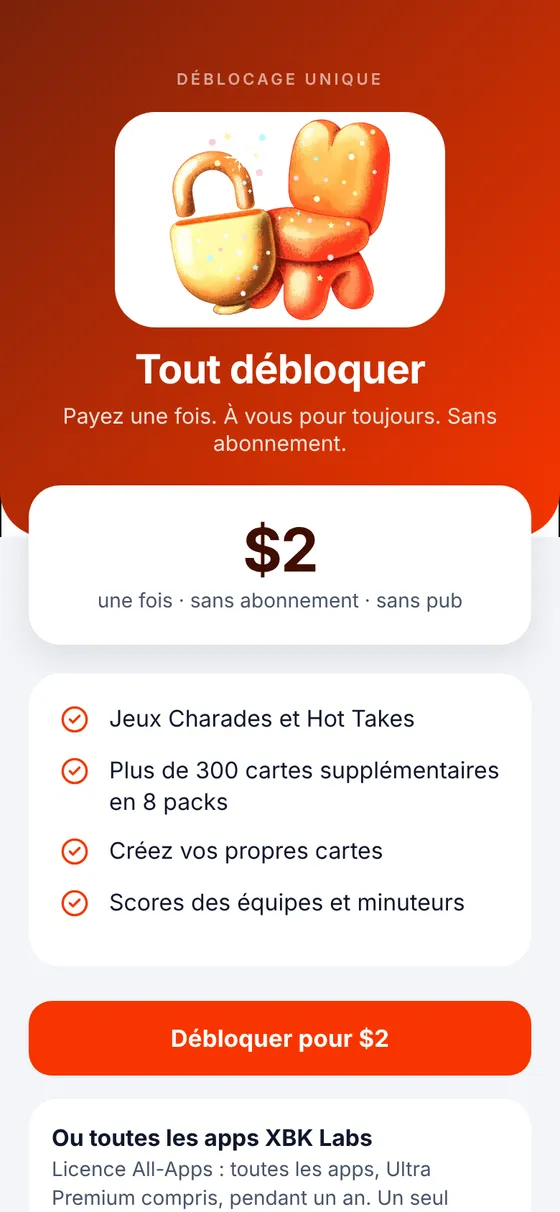 DÉBLOCAGE UNIQUE
Tout débloquer
Payez une fois. À vous pour toujours. Sans
abonnement.
$2
une fois · sans abonnement · sans pub
Jeux Charades et Hot Takes
Plus de 300 cartes supplémentaires
en 8 packs
Créez vos propres cartes
Scores des équipes et minuteurs
Débloquer pour $2
Ou toutes les apps XBK Labs
Licence All-Apps : toutes les apps, Ultra
Premium compris, pendant un an. Un seul